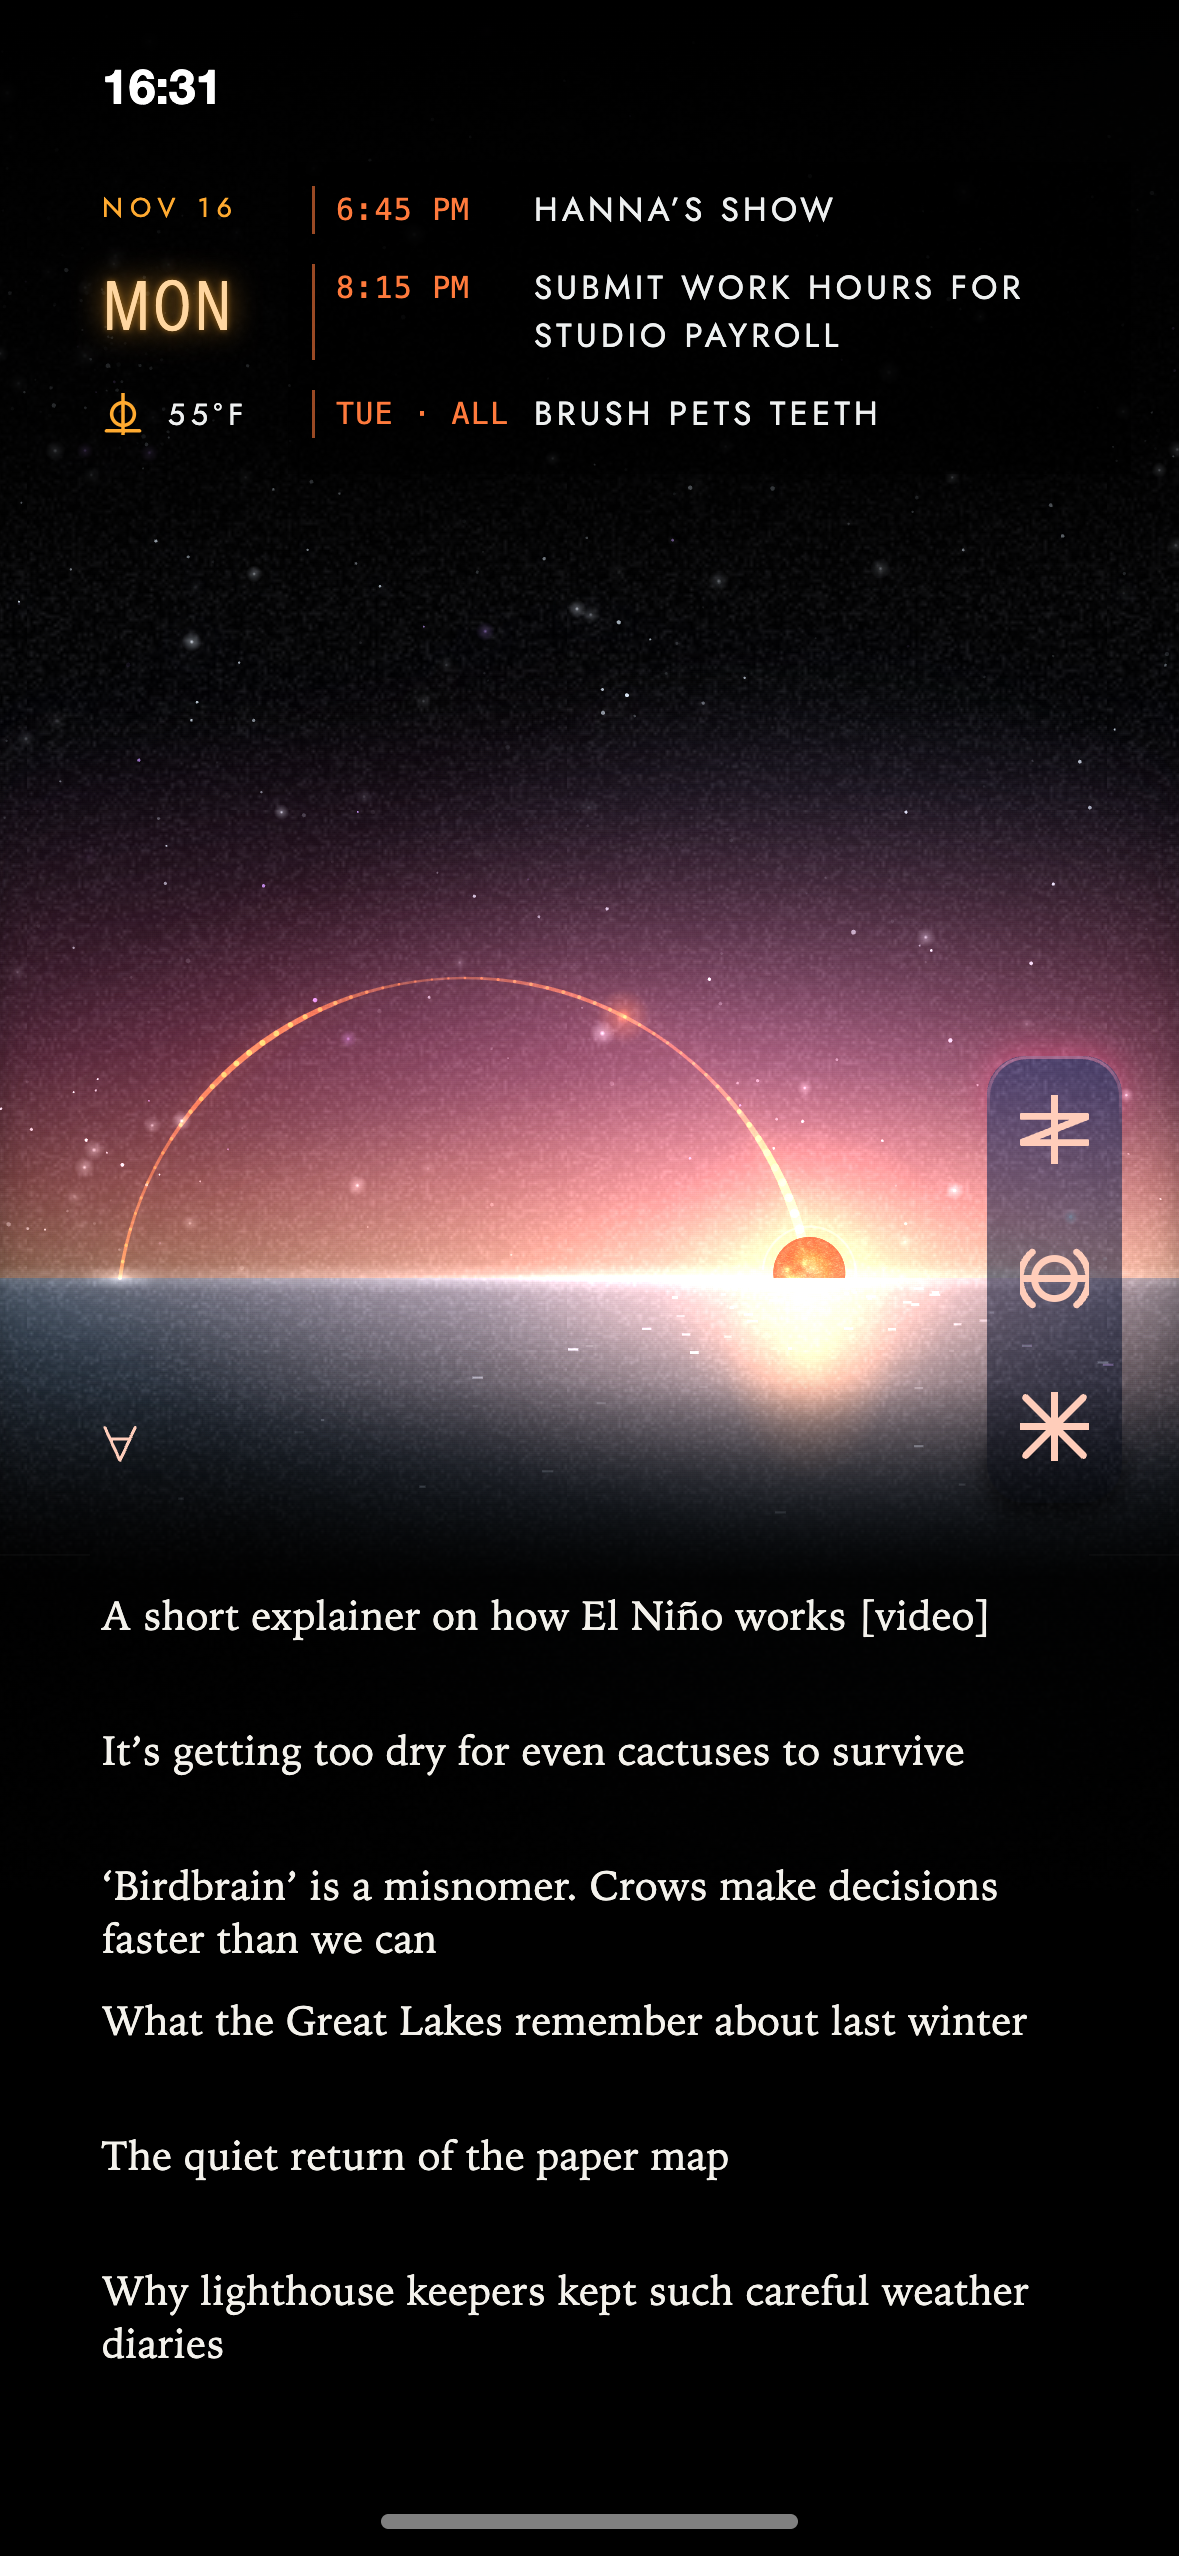 16:31
NOV 16
MON
55°F
6:45 PM HANNA’S SHOW
8:15 PM SUBMIT WORK HOURS FOR
STUDIO PAYROLL
TUE · ALL BRUSH PETS TEETH
A short explainer on how El Niño works [video]
It’s getting too dry for even cactuses to survive
‘Birdbrain’ is a misnomer. Crows make decisions
faster than we can
What the Great Lakes remember about last winter
The quiet return of the paper map
Why lighthouse keepers kept such careful weather
diaries